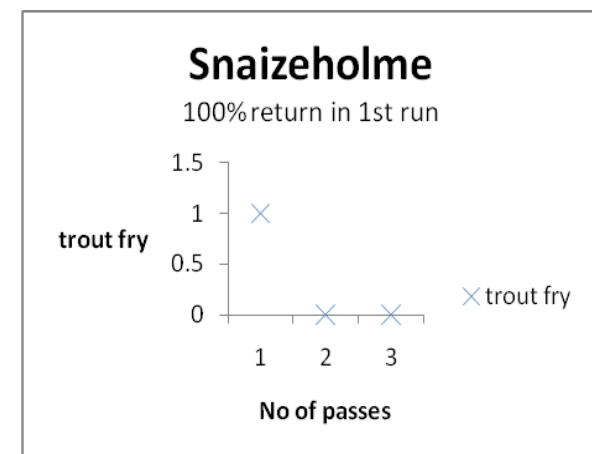 Snaizeholme
100% return in 1st run
1.5
1
0.5
0
trout fry
1 2 3
No of passes
trout fry